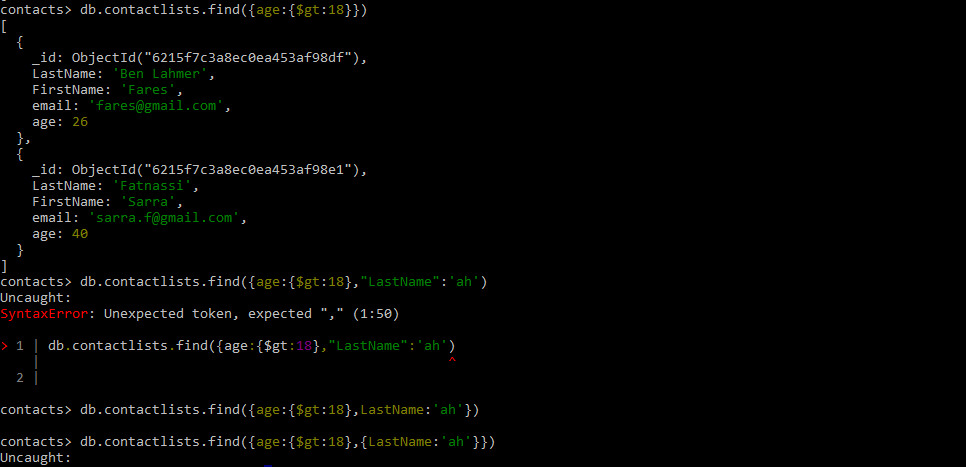 contacts> db.contactlists.find({age:{$gt:18}})
[
  {
    _id: ObjectId("6215f7c3a8ec0ea453af98df"),
    LastName: 'Ben Lahmer',
    FirstName: 'Fares',
    email: 'fares@gmail.com',
    age: 26
  },
  {
    _id: ObjectId("6215f7c3a8ec0ea453af98e1"),
    LastName: 'Fatnassi',
    FirstName: 'Sarra',
    email: 'sarra.f@gmail.com',
    age: 40
  }
]
contacts> db.contactlists.find({age:{$gt:18},"LastName":'ah')
Uncaught:
SyntaxError: Unexpected token, expected "," (1:50)
> 1 | db.contactlists.find({age:{$gt:18},"LastName":'ah')
    |                                                   ^
  2 |
contacts> db.contactlists.find({age:{$gt:18},LastName:'ah'})
contacts> db.contactlists.find({age:{$gt:18},{LastName:'ah'}})
Uncaught: